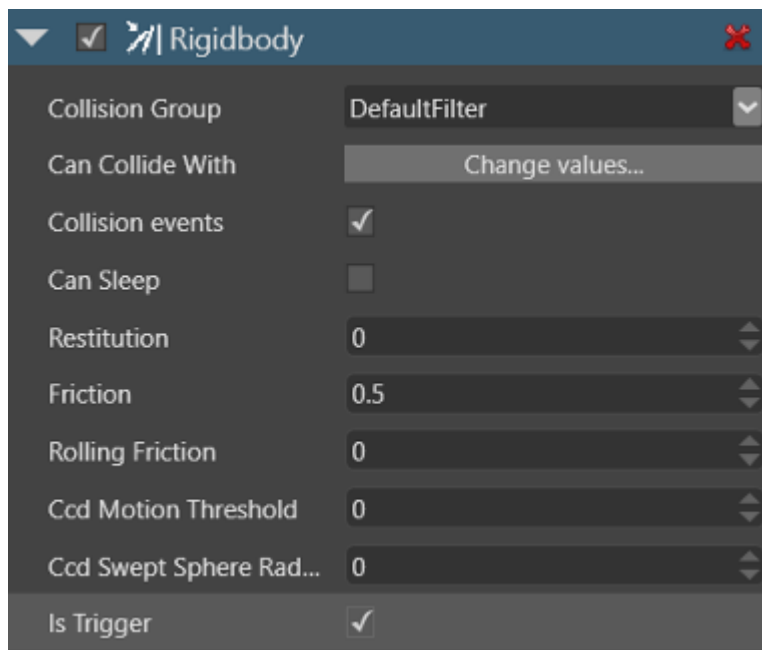 Rigidbody
Collision Group DefaultFilter
Can Collide With Change values...
Collision events
Can Sleep
Restitution 0
Friction 0.5
Rolling Friction 0
Ccd Motion Threshold 0
Ccd Swept Sphere Rad... 0
Is Trigger